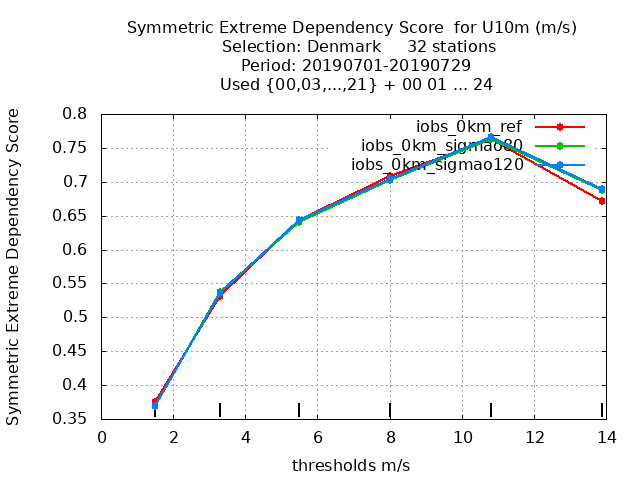 Symmetric Extreme Dependency Score  for U10m (m/s)
Selection: Denmark     32 stations
Period: 20190701-20190729
Used {00,03,...,21} + 00 01 ... 24
Symmetric Extreme Dependency Score
0.8
0.75
0.7
0.65
0.6
0.55
0.5
0.45
0.4
0.35
iobs_0km_ref
iobs_0km_sigmao80
iobs_0km_sigmao120
0 2 4 6 8 10 12 14
thresholds m/s